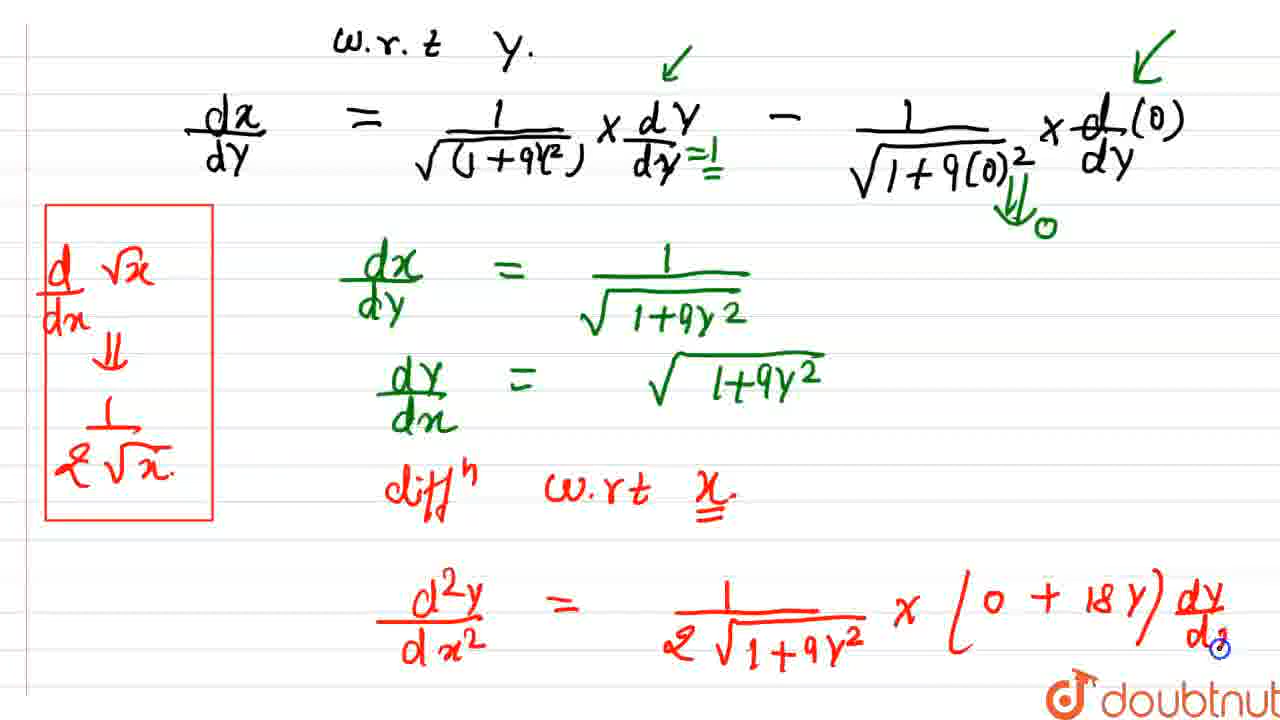 w.r.t y.
dx/dy = 1/√(1+9y²) × dy/dy =1 - 1/√1+9(0)² × d/dy (0)
⇓ 0
d/dx √x
⇓
1/2√x.
dx/dy = 1/√1+9y²
dy/dx = √1+9y²
diffⁿ w.r.t x.
d²y/dx² = 1/2√1+9y² × (0 + 18y) dy/d
doubtnut